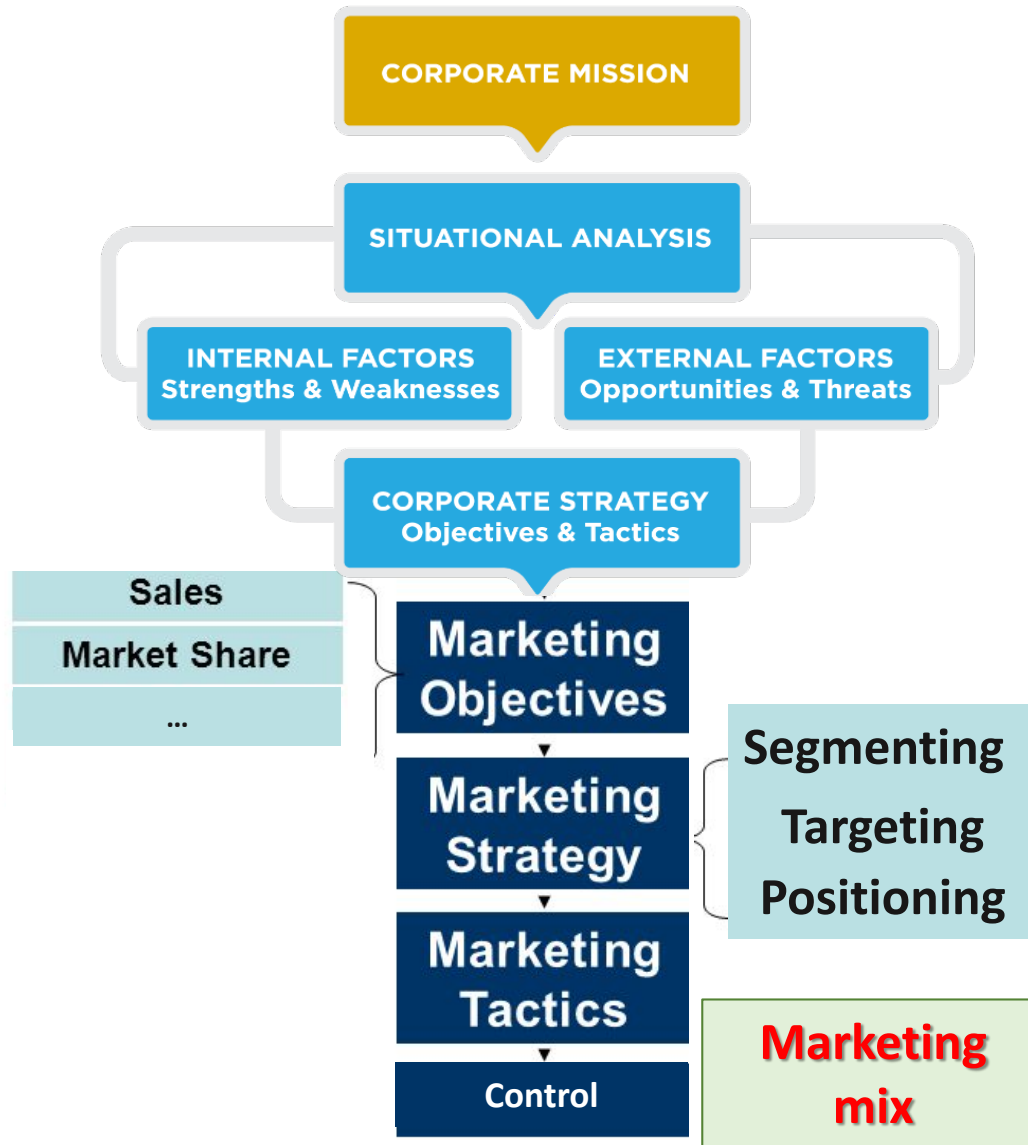 CORPORATE MISSION
SITUATIONAL ANALYSIS
INTERNAL FACTORS
Strengths & Weaknesses
EXTERNAL FACTORS
Opportunities & Threats
CORPORATE STRATEGY
Objectives & Tactics
Sales
Market Share
...
Marketing
Objectives
Marketing
Strategy
Segmenting
Targeting
Positioning
Marketing
Tactics
Marketing
mix
Control